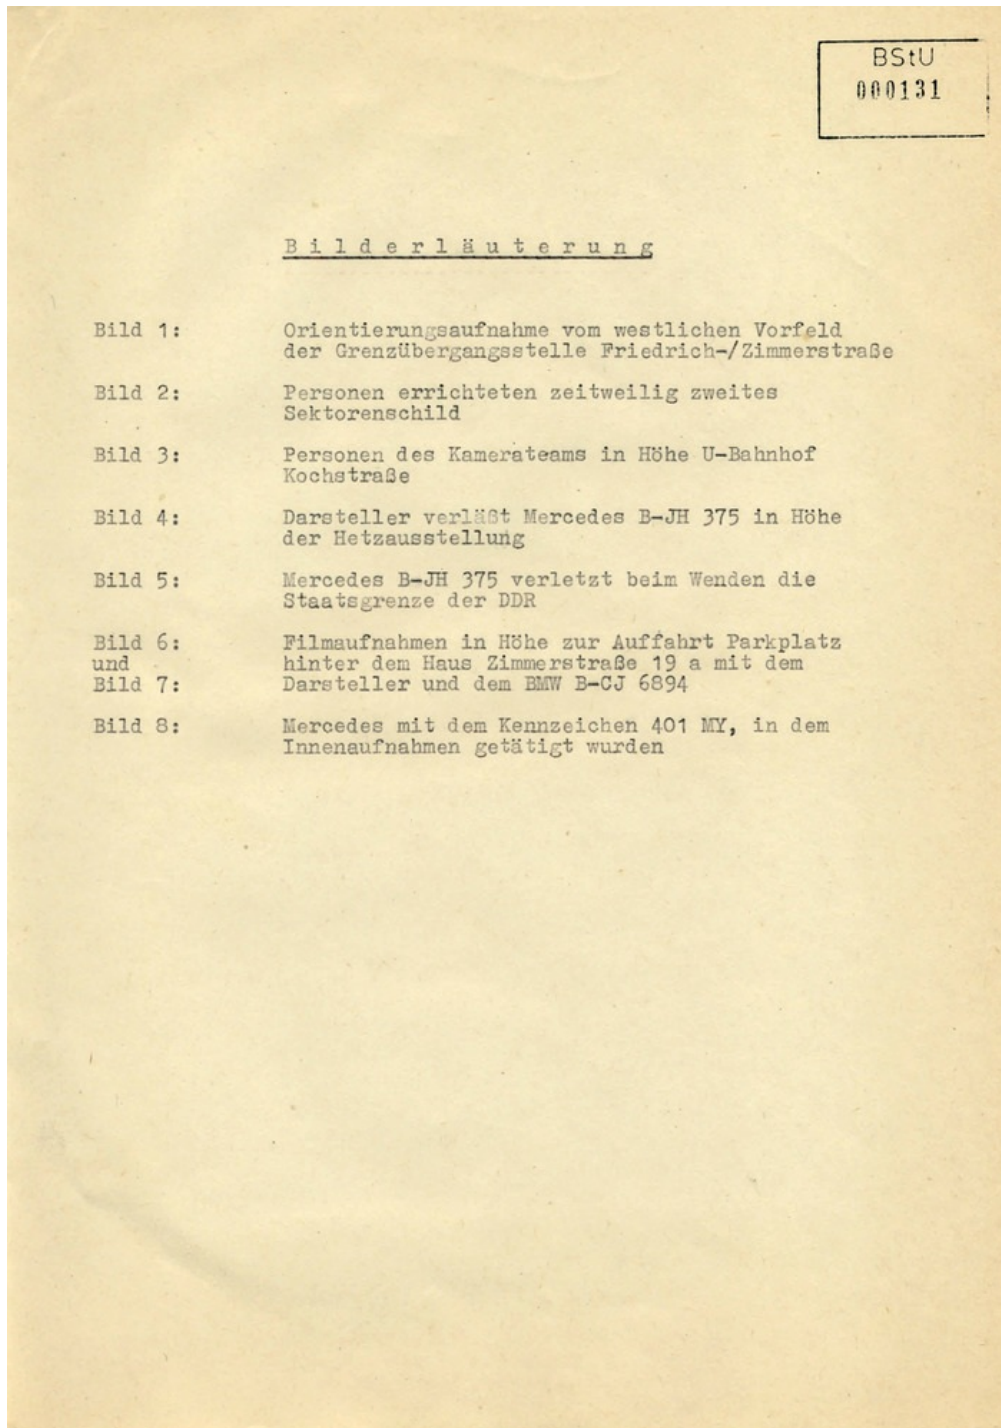 BStU
000131
Bilderläuterung
Bild 1: Orientierungsaufnahme vom westlichen Vorfeld
der Grenzübergangsstelle Friedrich-/Zimmerstraße
Bild 2: Personen errichteten zeitweilig zweites
Sektorenschild
Bild 3: Personen des Kamerateams in Höhe U-Bahnhof
Kochstraße
Bild 4: Darsteller verläßt Mercedes B-JH 375 in Höhe
der Hetzausstellung
Bild 5: Mercedes B-JH 375 verletzt beim Wenden die
Staatsgrenze der DDR
Bild 6: Filmaufnahmen in Höhe zur Auffahrt Parkplatz
und hinter dem Haus Zimmerstraße 19 a mit dem
Bild 7: Darsteller und dem BMW B-CJ 6894
Bild 8: Mercedes mit dem Kennzeichen 401 MY, in dem
Innenaufnahmen getätigt wurden